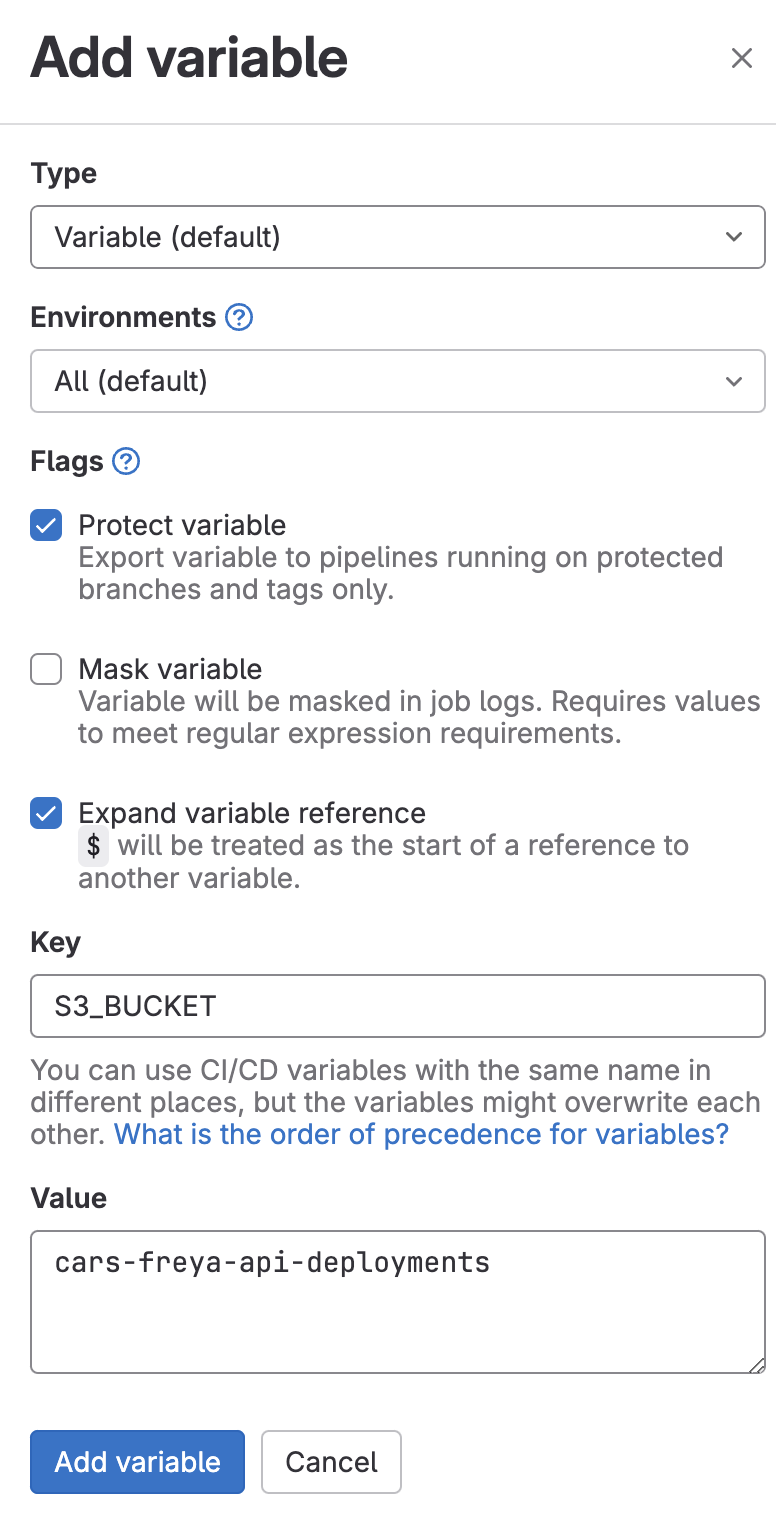 Add variable
Type
Variable (default)
Environments
All (default)
Flags
Protect variable
Export variable to pipelines running on protected
branches and tags only.
Mask variable
Variable will be masked in job logs. Requires values
to meet regular expression requirements.
Expand variable reference
$ will be treated as the start of a reference to
another variable.
Key
S3_BUCKET
You can use CI/CD variables with the same name in
different places, but the variables might overwrite each
other. What is the order of precedence for variables?
Value
cars-freya-api-deployments
Add variable Cancel